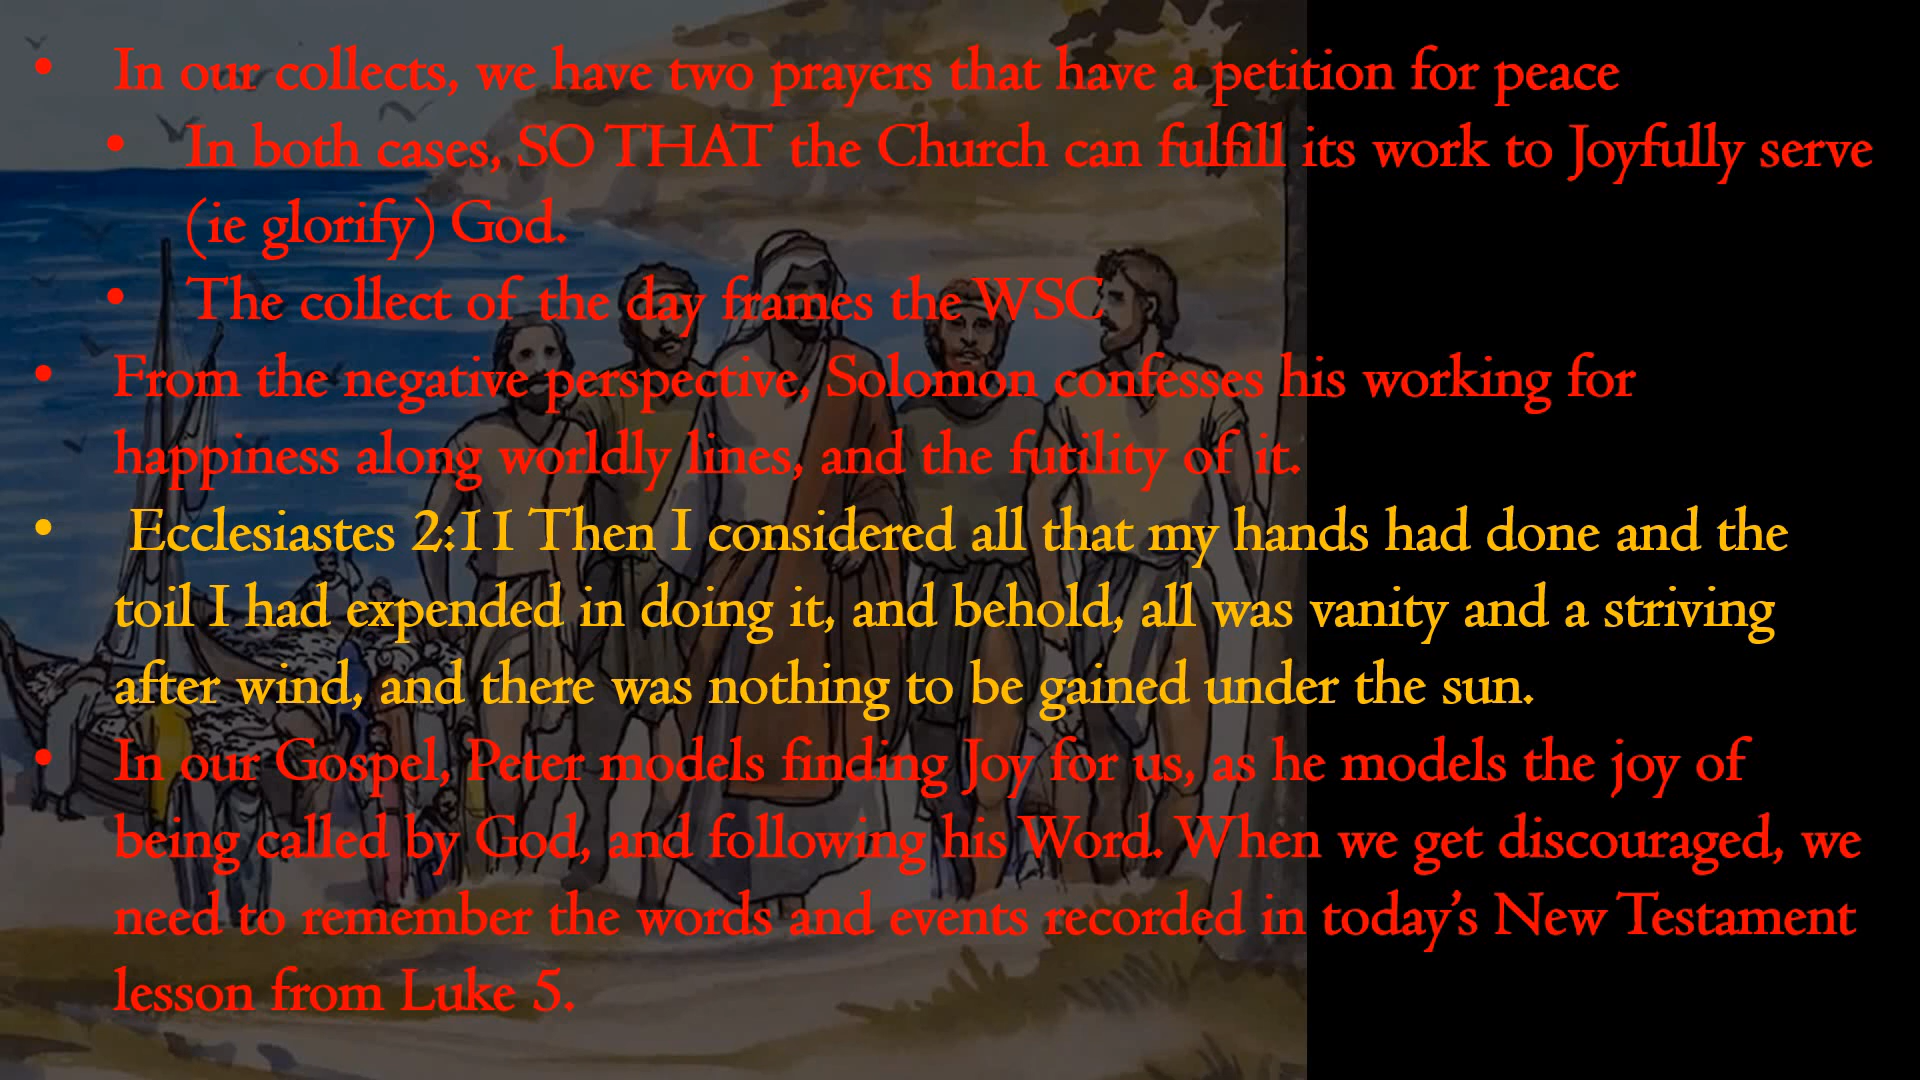 • In our collects, we have two prayers that have a petition for peace
• In both cases, SO THAT the Church can fulfill its work to Joyfully serve
(ie glorify) God.
• The collect of the day frames the WSC
• From the negative perspective, Solomon confesses his working for
happiness along worldly lines, and the futility of it.
• Ecclesiastes 2:11 Then I considered all that my hands had done and the
toil I had expended in doing it, and behold, all was vanity and a striving
after wind, and there was nothing to be gained under the sun.
• In our Gospel, Peter models finding Joy for us, as he models the joy of
being called by God, and following his Word. When we get discouraged, we
need to remember the words and events recorded in today’s New Testament
lesson from Luke 5.